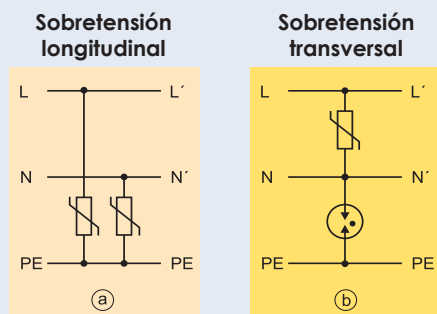 Sobretensión
longitudinal
L L´
N N´
PE PE
a
Sobretensión
transversal
L L´
N N´
PE PE
b